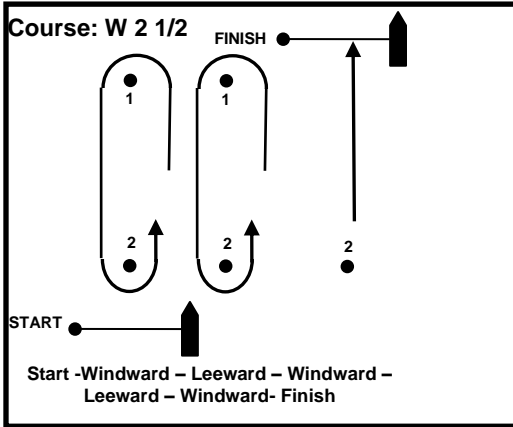 Course: W 2 1/2
FINISH
1
1
2
2
2
START
Start -Windward – Leeward – Windward –
Leeward – Windward- Finish